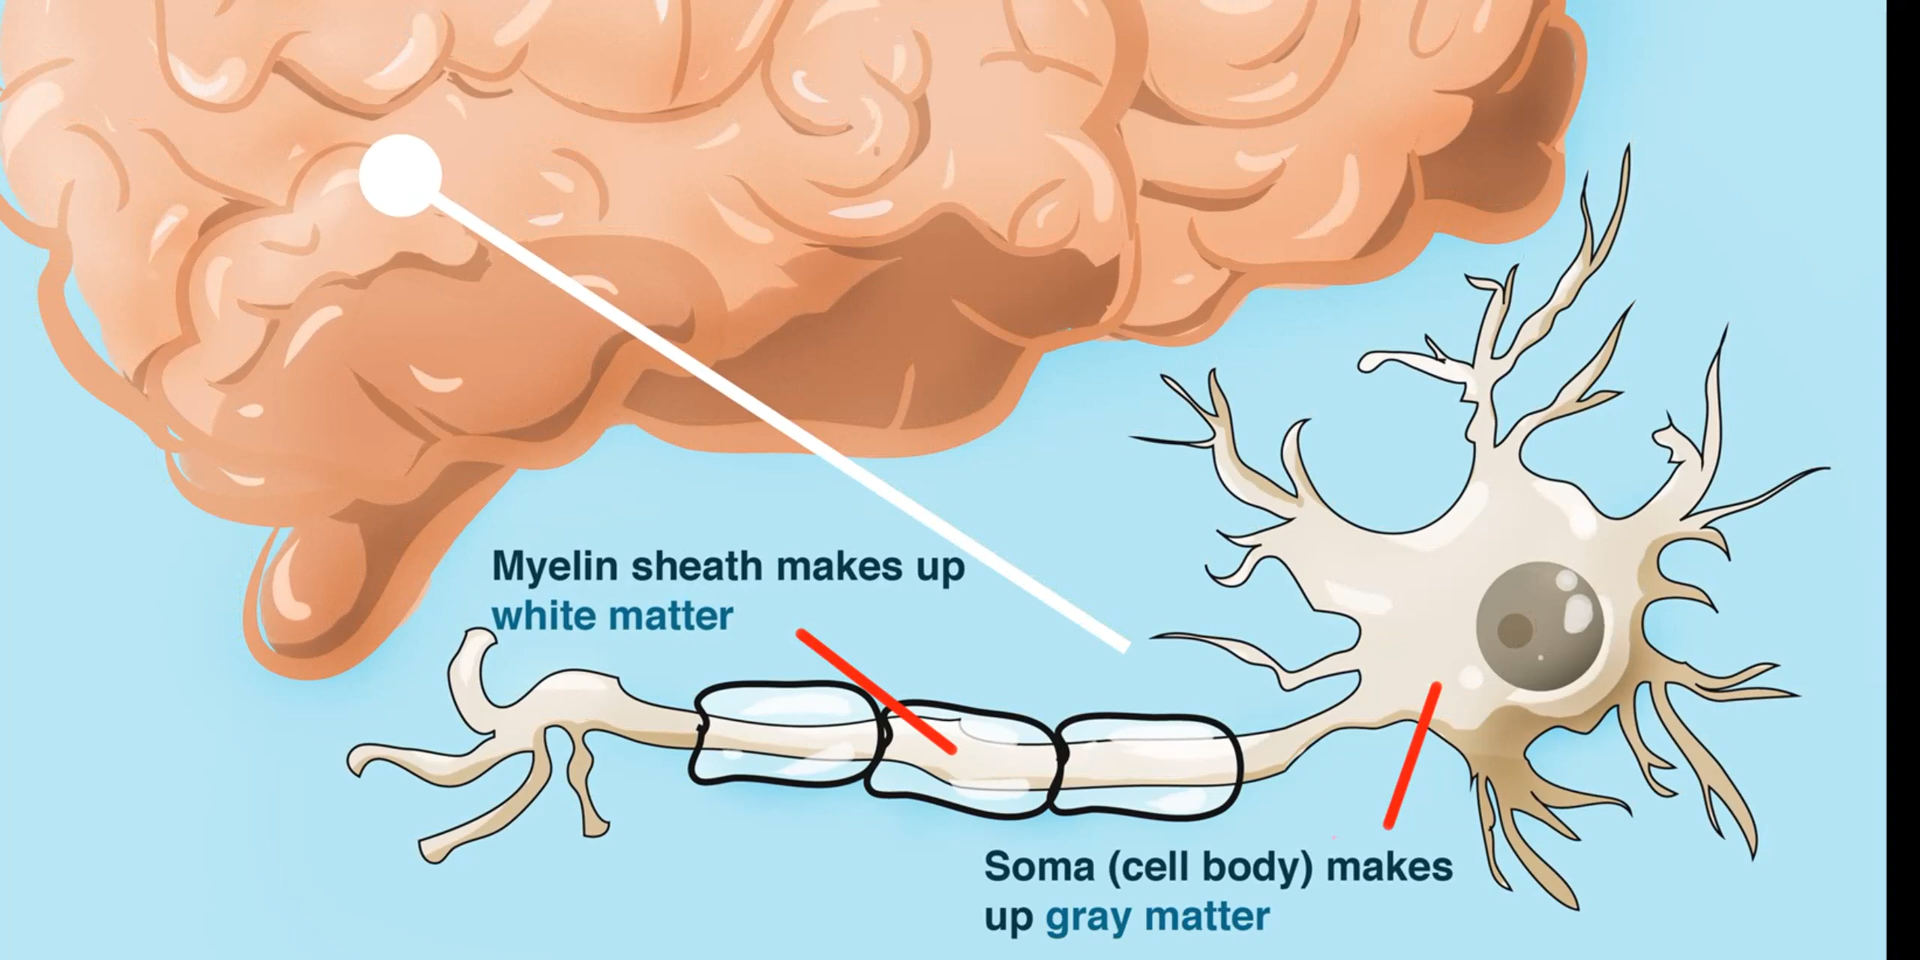 Myelin sheath makes up
white matter
Soma (cell body) makes
up gray matter